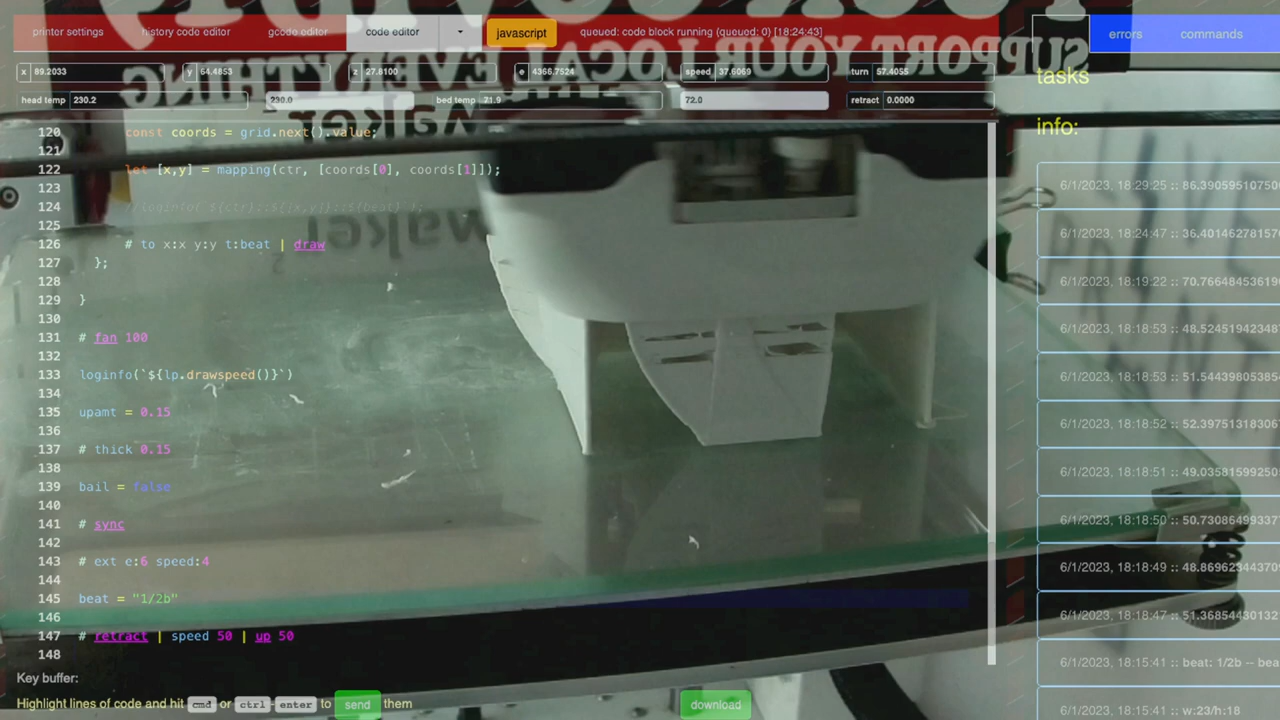 printer settings history code editor gcode editor code editor javascript queued: code block running (queued: 0) [18:24:43] errors commands
x 89.2033 y 64.4853 z 27.8100 e 4366.7524 speed 37.6069 turn 57.4055
head temp 230.2 230.0 bed temp 71.9 72.0 retract 0.0000
SUPPORT YOUR LOCAL EVERYTHING
maker
maker
tasks
info:
120 const coords = grid.next().value;
121
122 let [x,y] = mapping(ctr, [coords[0], coords[1]]);
123
124 //loginfo(`${ctr}::${[x,y]}::${beat}`);
125
126 # to x:x y:y t:beat | draw
127 };
128
129 }
130
131 # fan 100
132
133 loginfo(`${lp.drawspeed()}`)
134
135 upamt = 0.15
136
137 # thick 0.15
138
139 bail = false
140
141 # sync
142
143 # ext e:6 speed:4
144
145 beat = "1/2b"
146
147 # retract | speed 50 | up 50
148
6/1/2023, 18:29:25 :: 86.3905951075
6/1/2023, 18:24:47 :: 36.40146278157
6/1/2023, 18:19:22 :: 70.76648453619
6/1/2023, 18:18:53 :: 48.52451942348
6/1/2023, 18:18:53 :: 51.54439805385
6/1/2023, 18:18:52 :: 52.39751318306
6/1/2023, 18:18:51 :: 49.03581599250
6/1/2023, 18:18:50 :: 50.73086499337
6/1/2023, 18:18:49 :: 48.86962344370
6/1/2023, 18:18:47 :: 51.36854430132
6/1/2023, 18:15:41 :: beat: 1/2b -- bea
6/1/2023, 18:15:41 :: w:23/h:18
Key buffer:
Highlight lines of code and hit cmd or ctrl-enter to send them
download